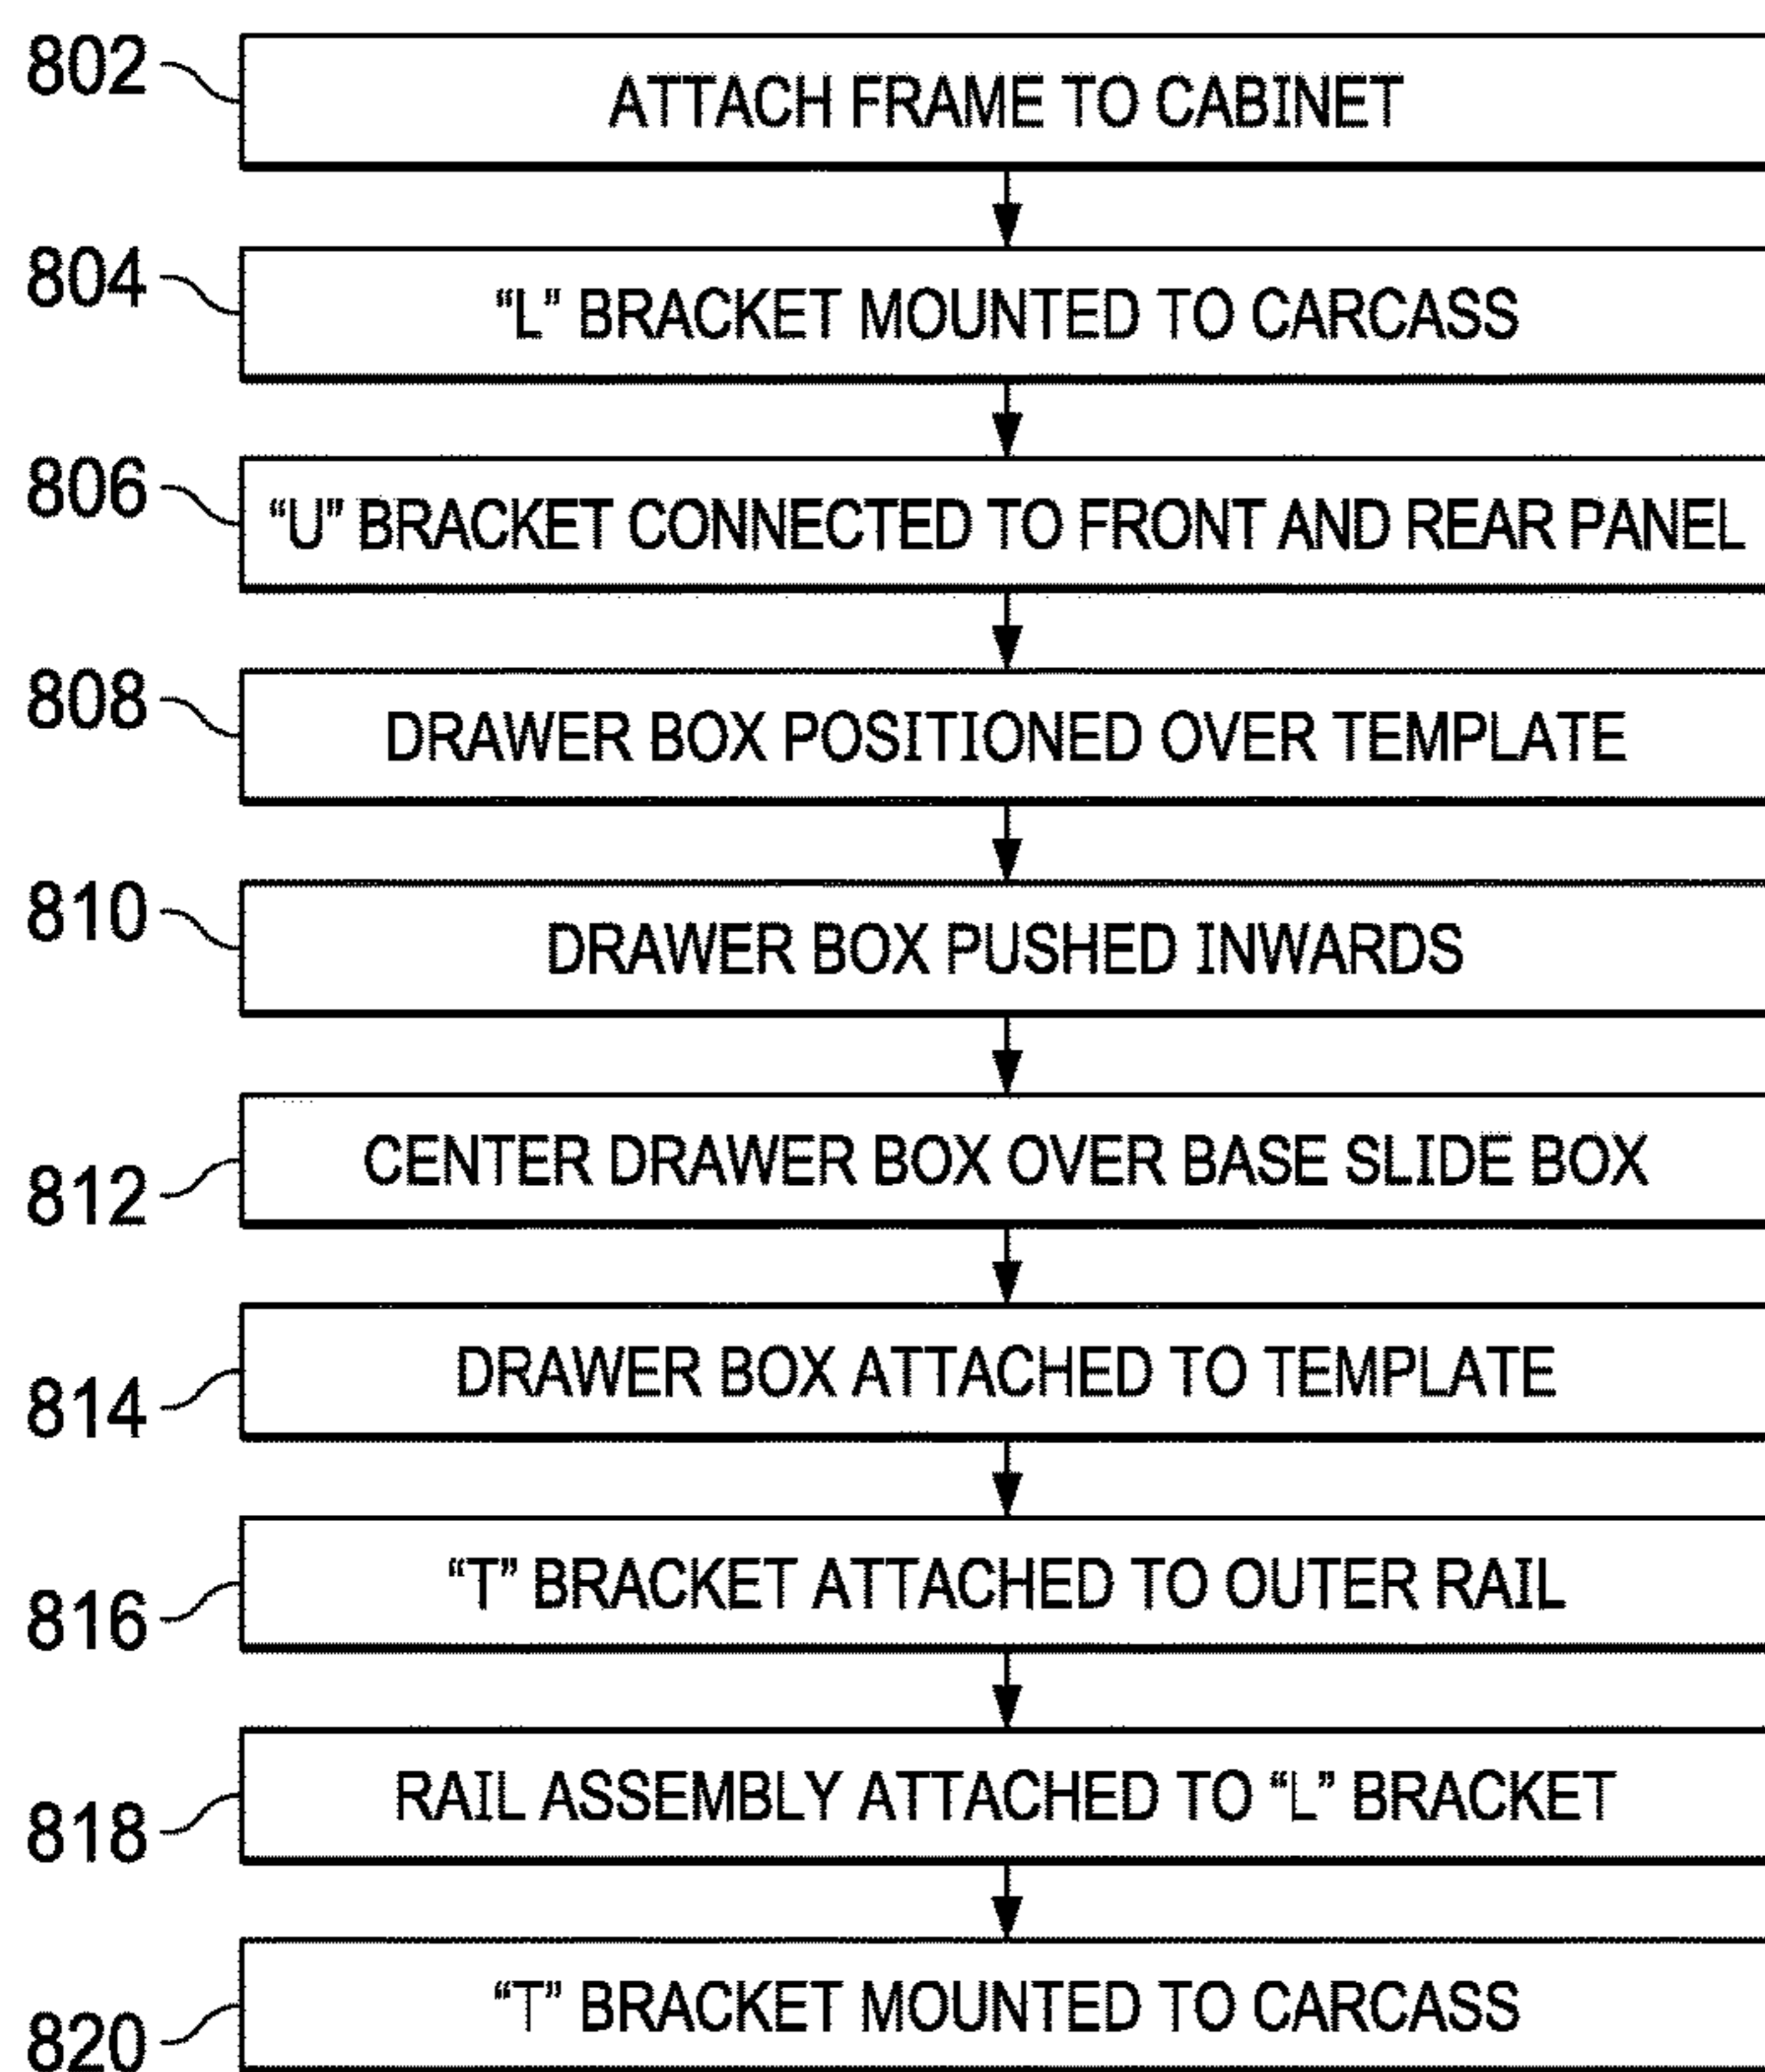 802 ATTACH FRAME TO CABINET
804 “L” BRACKET MOUNTED TO CARCASS
806 “U” BRACKET CONNECTED TO FRONT AND REAR PANEL
808 DRAWER BOX POSITIONED OVER TEMPLATE
810 DRAWER BOX PUSHED INWARDS
812 CENTER DRAWER BOX OVER BASE SLIDE BOX
814 DRAWER BOX ATTACHED TO TEMPLATE
816 “T” BRACKET ATTACHED TO OUTER RAIL
818 RAIL ASSEMBLY ATTACHED TO “L” BRACKET
820 “T” BRACKET MOUNTED TO CARCASS